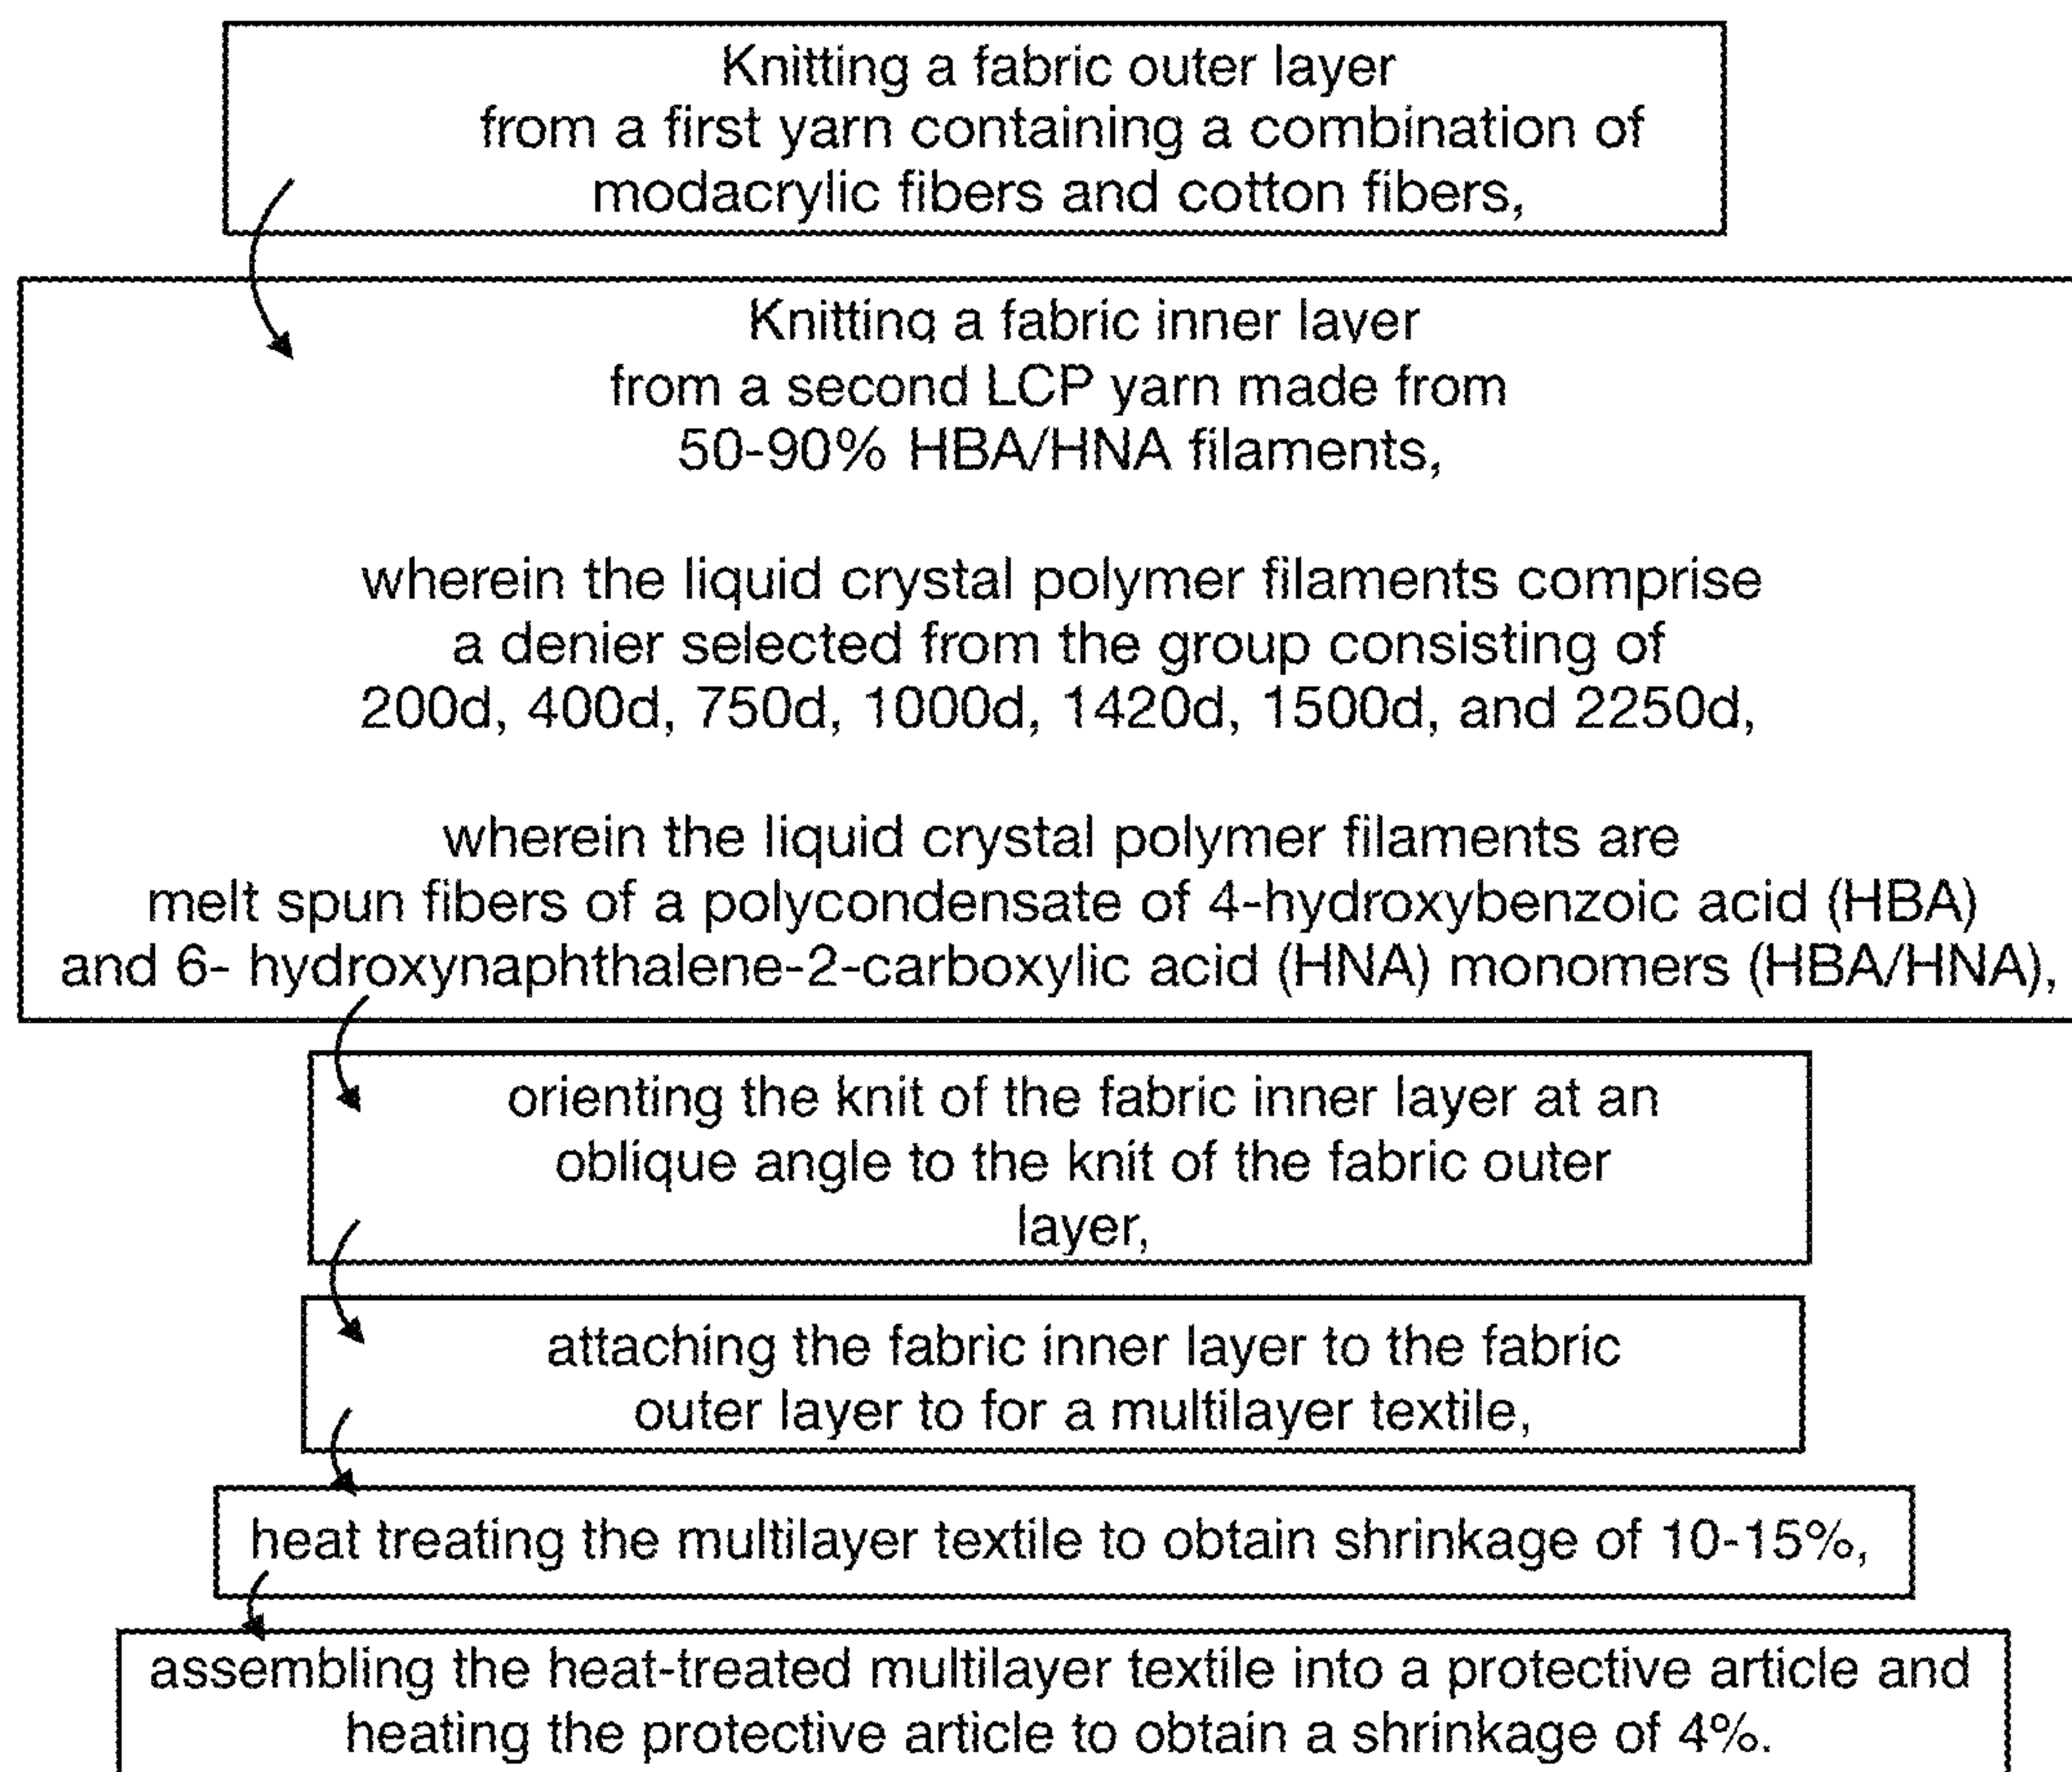 Knitting a fabric outer layer
from a first yarn containing a combination of
modacrylic fibers and cotton fibers,
Knitting a fabric inner layer
from a second LCP yarn made from
50-90% HBA/HNA filaments,
wherein the liquid crystal polymer filaments comprise
a denier selected from the group consisting of
200d, 400d, 750d, 1000d, 1420d, 1500d, and 2250d,
wherein the liquid crystal polymer filaments are
melt spun fibers of a polycondensate of 4-hydroxybenzoic acid (HBA)
and 6- hydroxynaphthalene-2-carboxylic acid (HNA) monomers (HBA/HNA),
orienting the knit of the fabric inner layer at an
oblique angle to the knit of the fabric outer
layer,
attaching the fabric inner layer to the fabric
outer layer to for a multilayer textile,
heat treating the multilayer textile to obtain shrinkage of 10-15%,
assembling the heat-treated multilayer textile into a protective article and
heating the protective article to obtain a shrinkage of 4%.